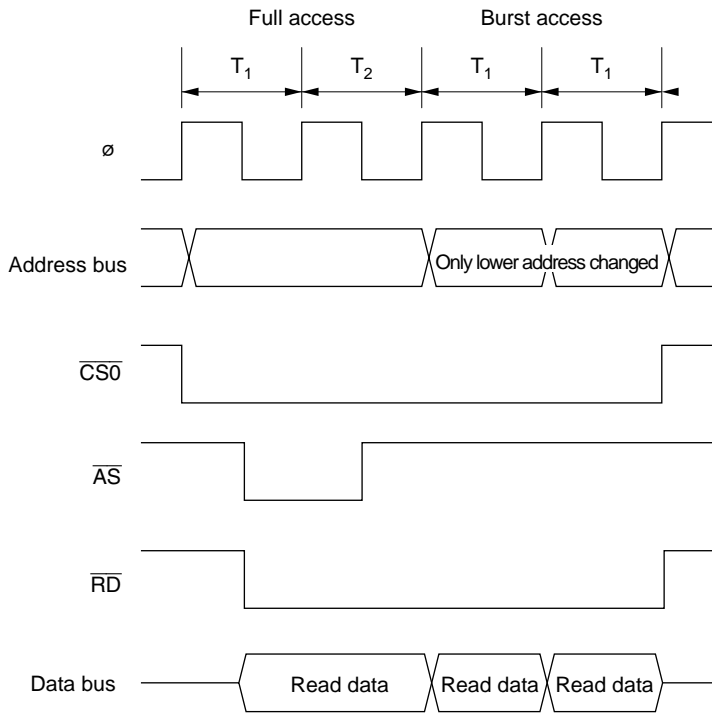 Full access Burst access
T1 T2 T1 T1
ø
Address bus Only lower address changed
CS0
AS
RD
Data bus Read data Read data Read data